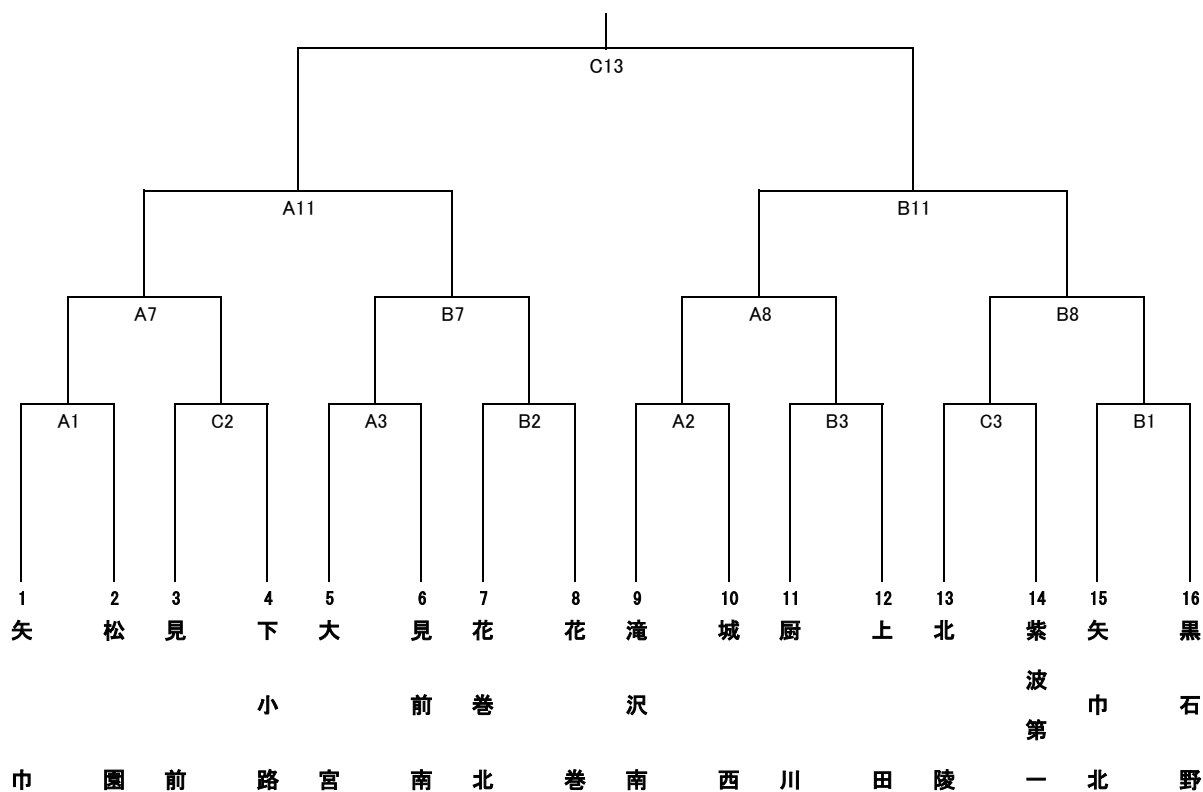 C13
A11
B11
A7
B7
A8
B8
A1
C2
A3
B2
A2
B3
C3
B1
1
矢巾
2
松園
3
見前
4
下小路
5
大宮
6
見前南
7
花巻北
8
花巻
9
滝沢南
10
城西
11
厨川
12
上田
13
北陵
14
紫波第一
15
矢巾北
16
黒石野